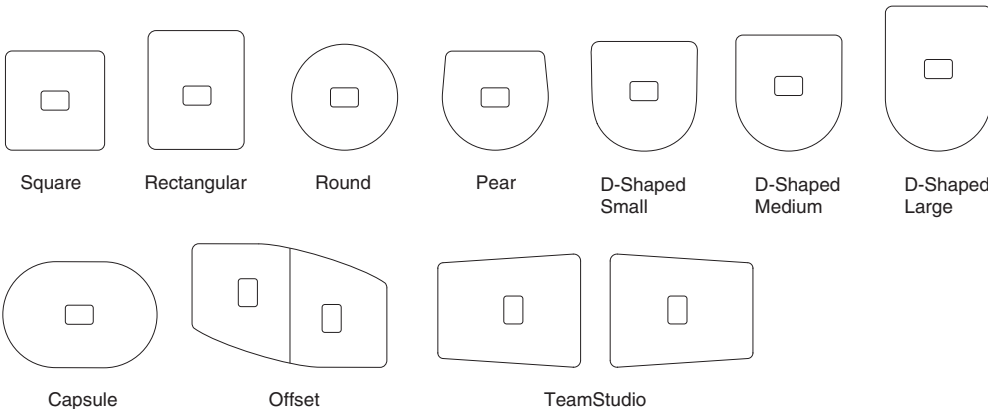 Square
Rectangular
Round
Pear
D-Shaped
Small
D-Shaped
Medium
D-Shaped
Large
Capsule
Offset
TeamStudio